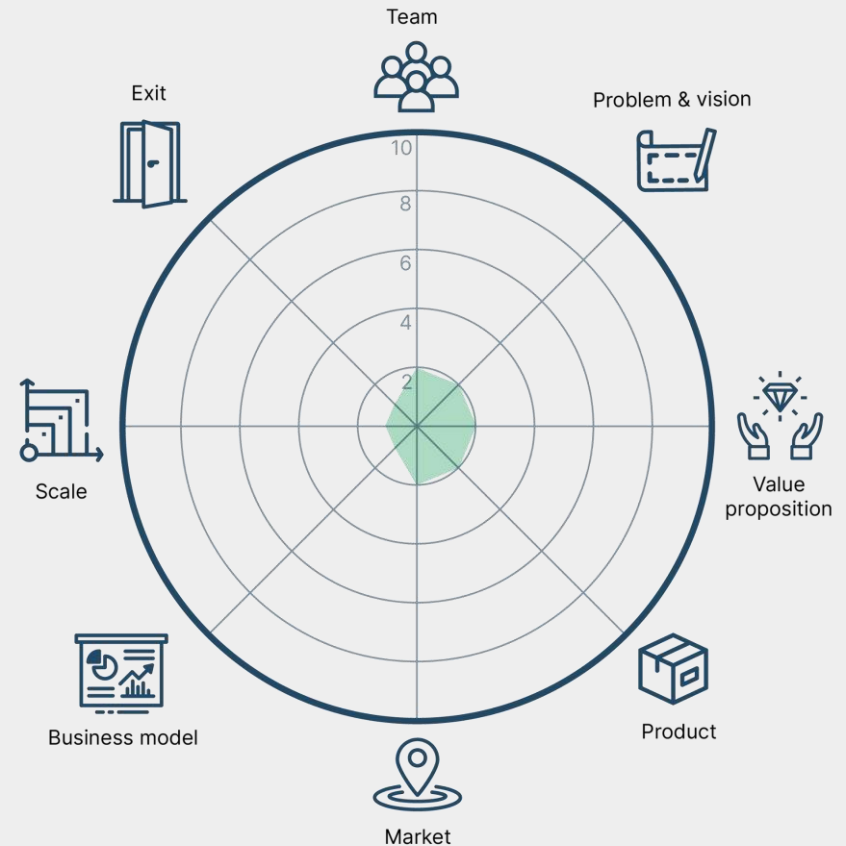 Team
Exit
Problem & vision
10
8
6
4
2
Scale
Value
proposition
Business model
Product
Market